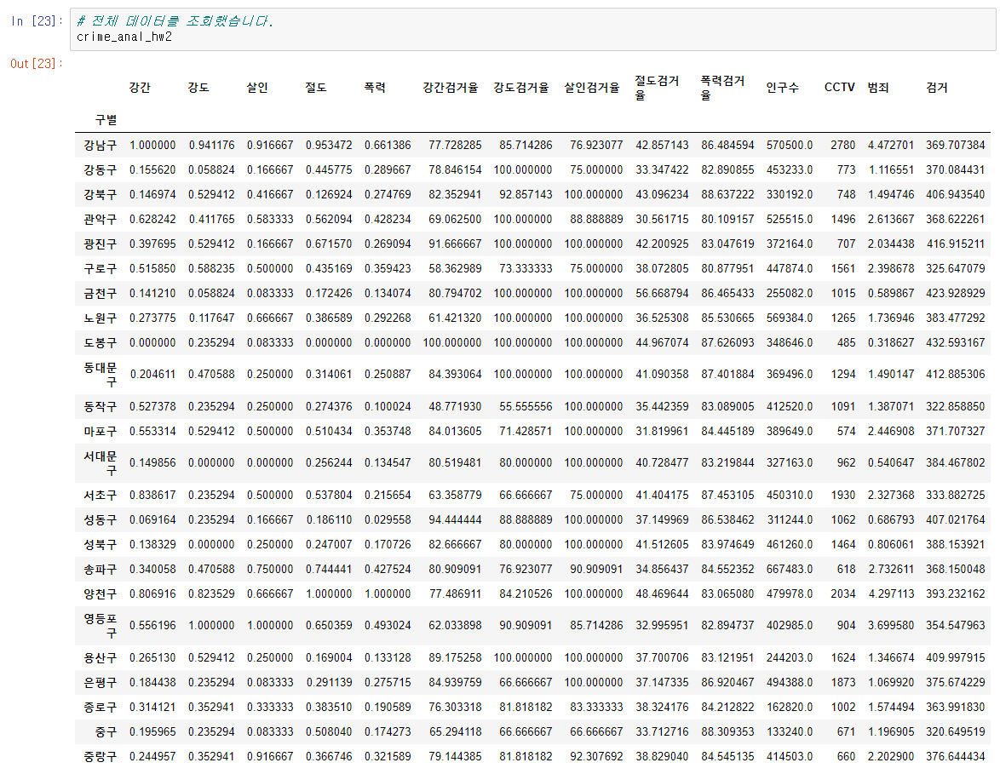 In [23]: # 전체 데이터를 조회했습니다.
crime_anal_hw2
Out[23]:
강간 강도 살인 절도 폭력 강간검거율 강도검거율 살인검거율 절도검거율 폭력검거율 인구수 CCTV 범죄 검거
구별
강남구 1.000000 0.941176 0.916667 0.953472 0.661386 77.728285 85.714286 76.923077 42.857143 86.484594 570500.0 2780 4.472701 369.707384
강동구 0.155620 0.058824 0.166667 0.445775 0.289667 78.846154 100.000000 75.000000 33.347422 82.890855 453233.0 773 1.116551 370.084431
강북구 0.146974 0.529412 0.416667 0.126924 0.274769 82.352941 92.857143 100.000000 43.096234 88.637222 330192.0 748 1.494746 406.943540
관악구 0.628242 0.411765 0.583333 0.562094 0.428234 69.062500 100.000000 88.888889 30.561715 80.109157 525515.0 1496 2.613667 368.622261
광진구 0.397695 0.529412 0.166667 0.671570 0.269094 91.666667 100.000000 100.000000 42.200925 83.047619 372164.0 707 2.034438 416.915211
구로구 0.515850 0.588235 0.500000 0.435169 0.359423 58.362989 73.333333 75.000000 38.072805 80.877951 447874.0 1561 2.398678 325.647079
금천구 0.141210 0.058824 0.083333 0.172426 0.134074 80.794702 100.000000 100.000000 56.668794 86.465433 255082.0 1015 0.589867 423.928929
노원구 0.273775 0.117647 0.666667 0.386589 0.292268 61.421320 100.000000 100.000000 36.525308 85.530665 569384.0 1265 1.736946 383.477292
도봉구 0.000000 0.235294 0.083333 0.000000 0.000000 100.000000 100.000000 100.000000 44.967074 87.626093 348646.0 485 0.318627 432.593167
동대문구 0.204611 0.470588 0.250000 0.314061 0.250887 84.393064 100.000000 100.000000 41.090358 87.401884 369496.0 1294 1.490147 412.885306
동작구 0.527378 0.235294 0.250000 0.274376 0.100024 48.771930 55.555556 100.000000 35.442359 83.089005 412520.0 1091 1.387071 322.858850
마포구 0.553314 0.529412 0.500000 0.510434 0.353748 84.013605 71.428571 100.000000 31.819961 84.445189 389649.0 574 2.446908 371.707327
서대문구 0.149856 0.000000 0.000000 0.256244 0.134547 80.519481 80.000000 100.000000 40.728477 83.219844 327163.0 962 0.540647 384.467802
서초구 0.838617 0.235294 0.500000 0.537804 0.215654 63.358779 66.666667 75.000000 41.404175 87.453105 450310.0 1930 2.327368 333.882725
성동구 0.069164 0.235294 0.166667 0.186110 0.029558 94.444444 88.888889 100.000000 37.149969 86.538462 311244.0 1062 0.686793 407.021764
성북구 0.138329 0.000000 0.250000 0.247007 0.170726 82.666667 80.000000 100.000000 41.512605 83.974649 461260.0 1464 0.806061 388.153921
송파구 0.340058 0.470588 0.750000 0.744441 0.427524 80.909091 76.923077 90.909091 34.856437 84.552352 667483.0 618 2.732611 368.150048
양천구 0.806916 0.823529 0.666667 1.000000 1.000000 77.486911 84.210526 100.000000 48.469644 83.065080 479978.0 2034 4.297113 393.232162
영등포구 0.556196 1.000000 1.000000 0.650359 0.493024 62.033898 90.909091 85.714286 32.995951 82.894737 402985.0 904 3.699580 354.547963
용산구 0.265130 0.529412 0.250000 0.169004 0.133128 89.175258 100.000000 100.000000 37.700706 83.121951 244203.0 1624 1.346674 409.997915
은평구 0.184438 0.235294 0.083333 0.291139 0.275715 84.939759 66.666667 100.000000 37.147335 86.920467 494388.0 1873 1.069920 375.674229
종로구 0.314121 0.352941 0.333333 0.383510 0.190589 76.303318 81.818182 83.333333 38.324176 84.212822 162820.0 1002 1.574494 363.991830
중구 0.195965 0.235294 0.083333 0.508040 0.174273 65.294118 66.666667 66.666667 33.712716 88.309353 133240.0 671 1.196905 320.649519
중랑구 0.244957 0.352941 0.916667 0.366746 0.321589 79.144385 81.818182 92.307692 38.829040 84.545135 414503.0 660 2.202900 376.644434